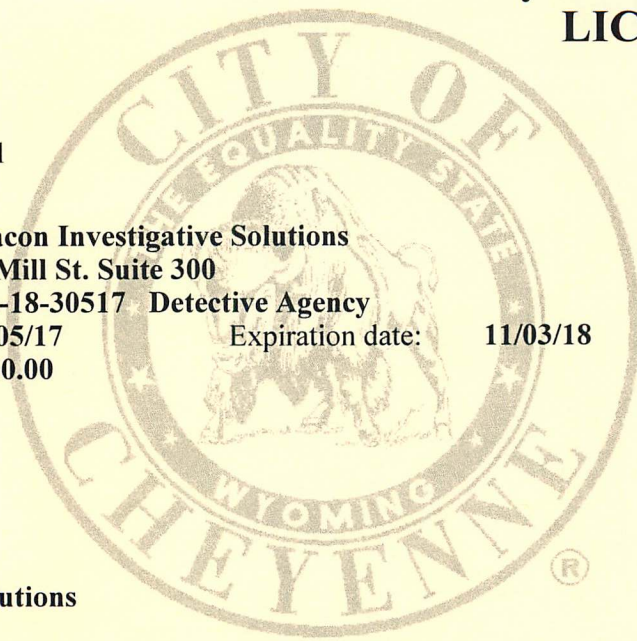 LIC
CITY OF
THE EQUALITY STATE
acon Investigative Solutions
Mill St. Suite 300
-18-30517 Detective Agency
05/17 Expiration date: 11/03/18
0.00
WYOMING
CHEYENNE
®
utions